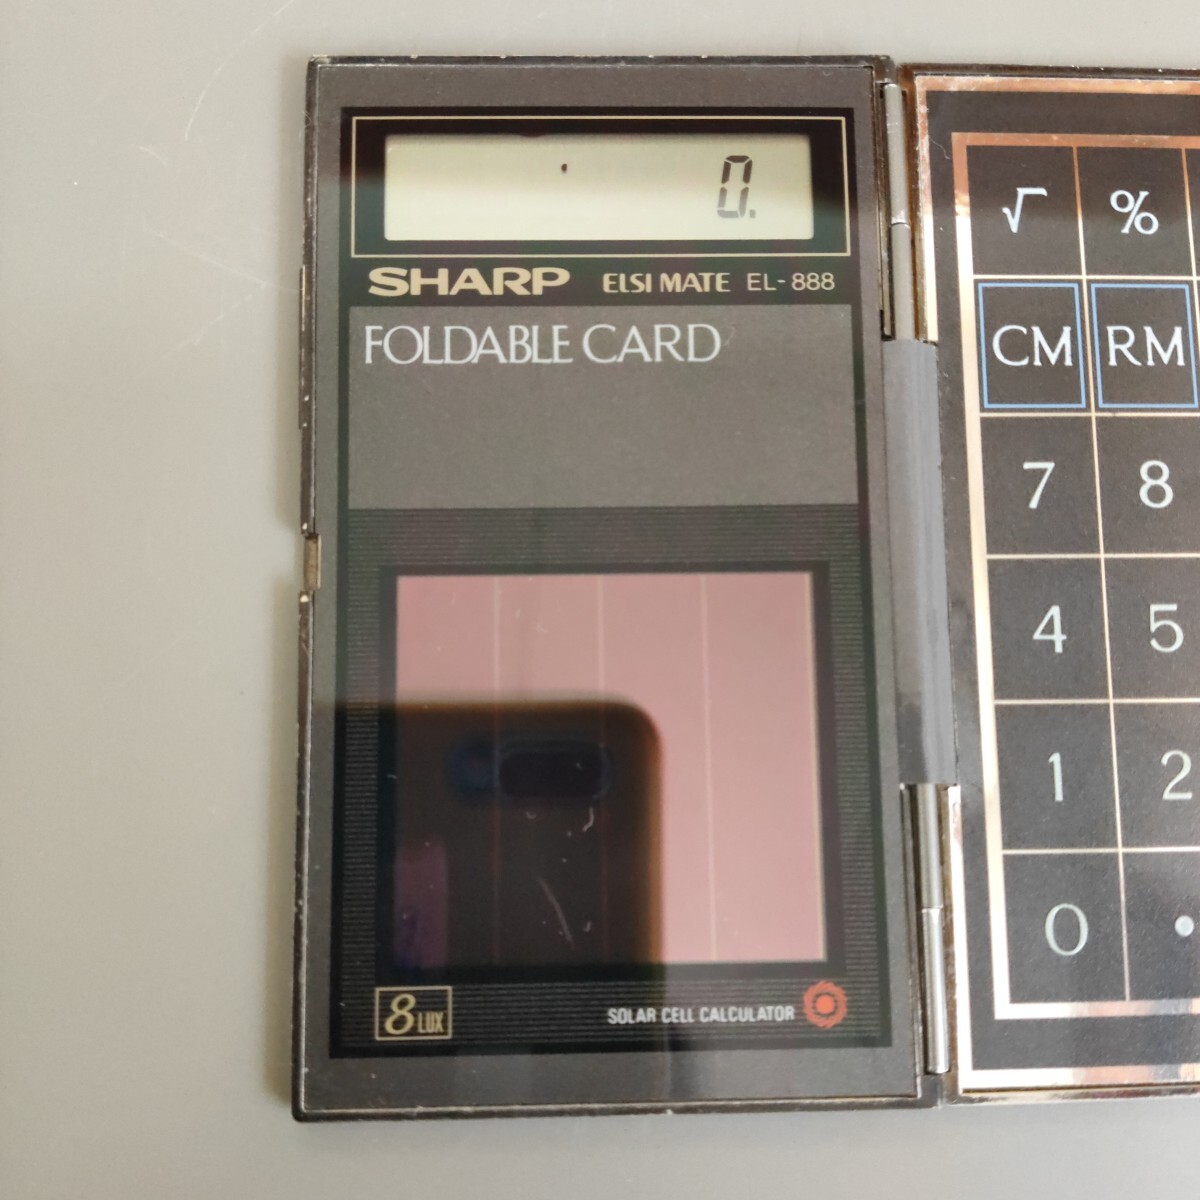 0.
SHARP ELSI MATE EL-888
FOLDABLE CARD
8 LUX
SOLAR CELL CALCULATOR
√ %
CM RM
7 8
4 5
1 2
0 .